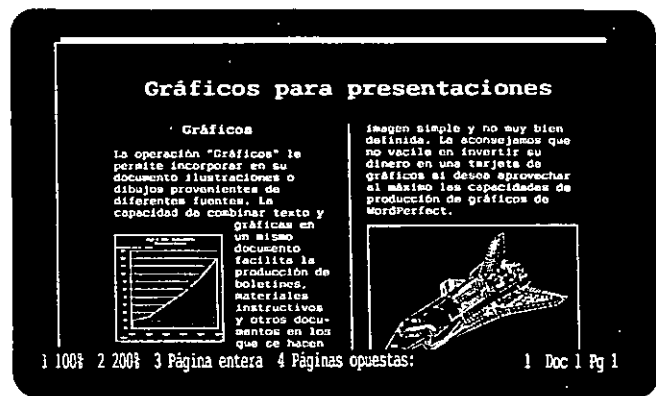 Gráficos para presentaciones
Gráficos
La operación "Gráficos" le
permite incorporar en su
documento ilustraciones o
dibujos provenientes de
diferentes fuentes. La
capacidad de combinar texto y
gráficas en
un mismo
documento
facilita la
producción de
boletines,
materiales
instructivos
y otros docu-
mentos en los
que se hacen
imagen simple y no muy bien
definida. Le aconsejamos que
no vacile en invertir su
dinero en una tarjeta de
gráficos si desea aprovechar
al máximo las capacidades de
producción de gráficos de
WordPerfect.
1 100% 2 200% 3 Página entera 4 Páginas opuestas: 1 Doc 1 Pg 1